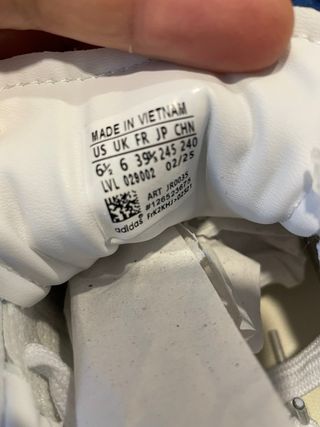 MADE IN VIETNAM
US UK FR JP CHN
6½ 6 39⅓ 245 240
LVL 029002 02/25
ART JR0035
adidas